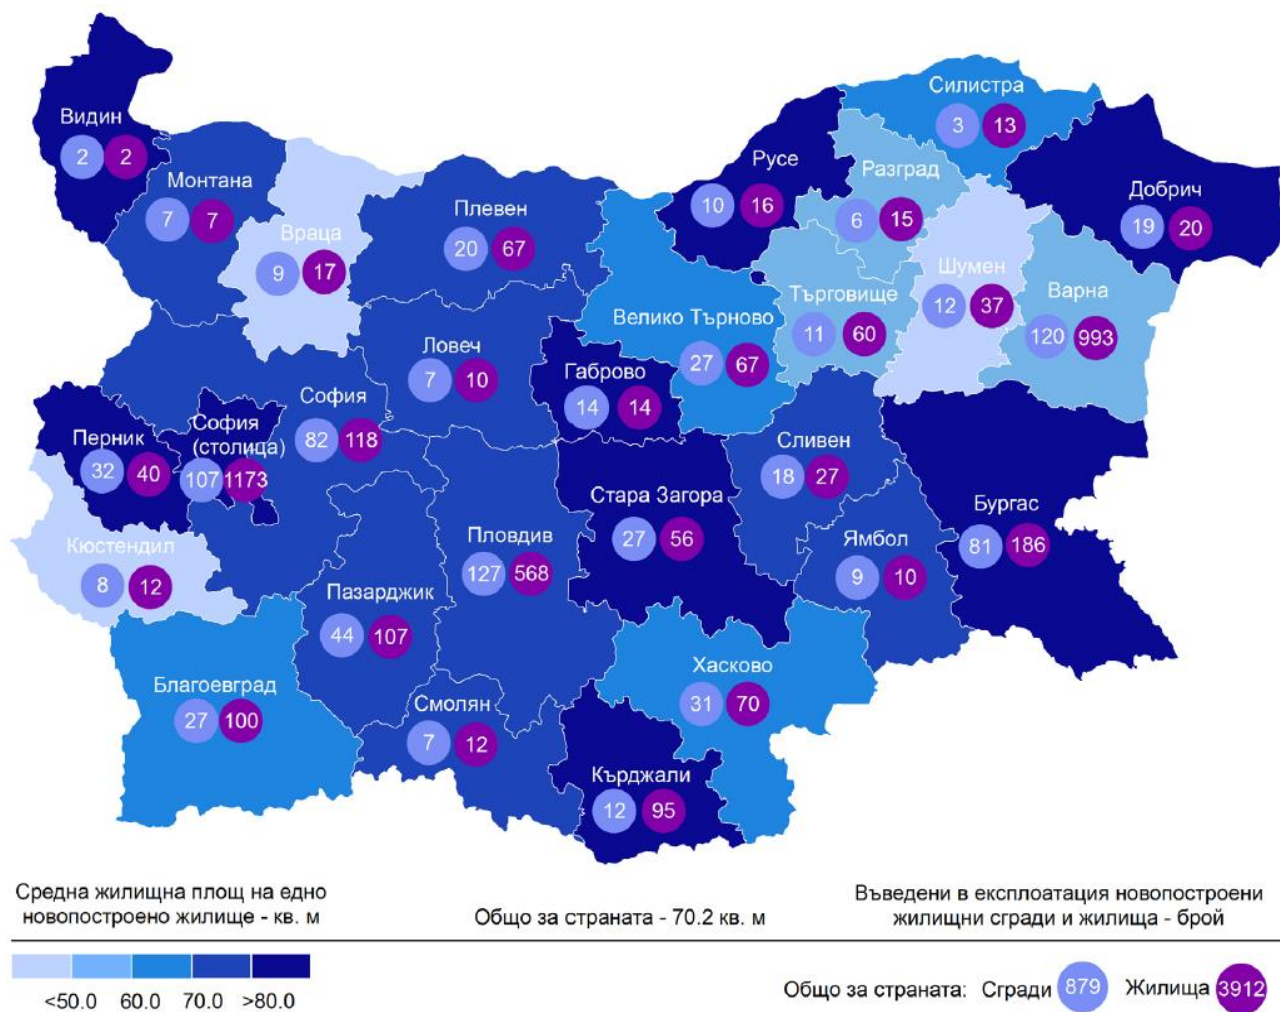 Силистра
3 13
Видин
2 2
Русе
10 16
Разград
6 15
Добрич
19 20
Монтана
7 7
Плевен
20 67
Враца
9 17
Шумен
12 37
Варна
120 993
Търговище
11 60
Велико Търново
27 67
Ловеч
7 10
Габрово
14 14
София
82 118
Перник
32 40
София
(столица)
107 1173
Сливен
18 27
Стара Загора
27 56
Бургас
81 186
Ямбол
9 10
Пловдив
127 568
Кюстендил
8 12
Пазарджик
44 107
Благоевград
27 100
Хасково
31 70
Смолян
7 12
Кърджали
12 95
Средна жилищна площ на едно
новопостроено жилище - кв. м
Общо за страната - 70.2 кв. м
Въведени в експлоатация новопостроени
жилищни сгради и жилища - брой
<50.0 60.0 70.0 >80.0
Общо за страната: Сгради 879 Жилища 3912